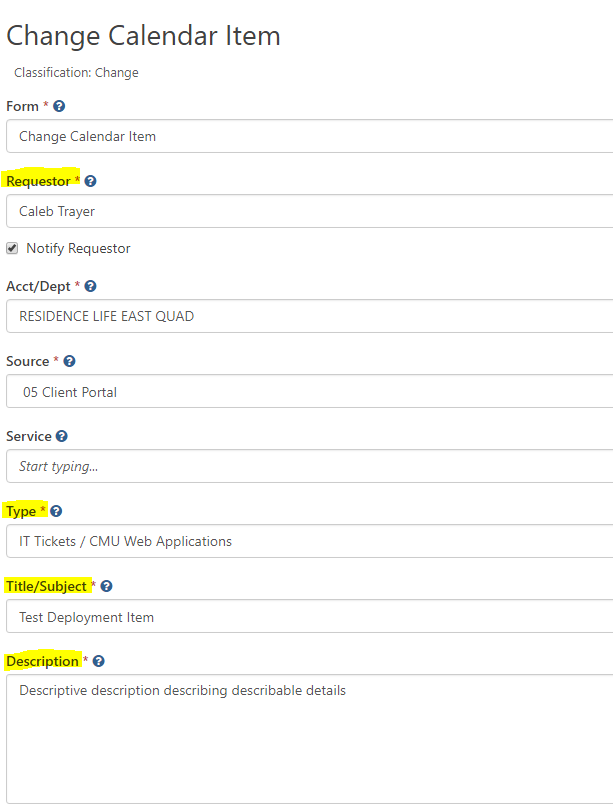 Change Calendar Item
Classification: Change
Form *
Change Calendar Item
Requestor *
Caleb Trayer
Notify Requestor
Acct/Dept *
RESIDENCE LIFE EAST QUAD
Source *
05 Client Portal
Service
Start typing...
Type *
IT Tickets / CMU Web Applications
Title/Subject *
Test Deployment Item
Description *
Descriptive description describing describable details